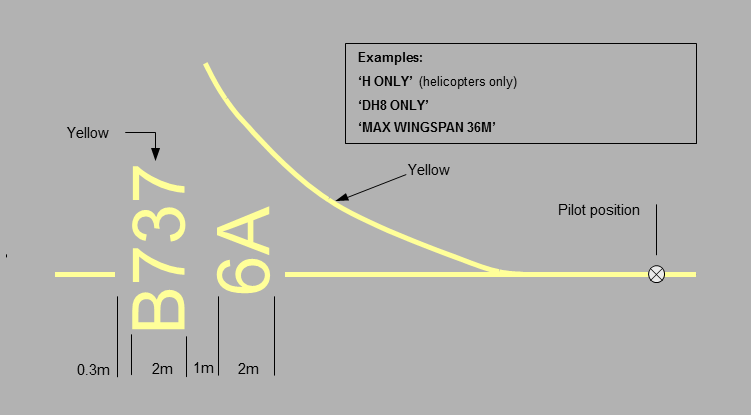 Examples:
‘H ONLY’ (helicopters only)
‘DH8 ONLY’
‘MAX WINGSPAN 36M’
Yellow
Yellow
B737
6A
Pilot position
0.3m
2m
1m
2m